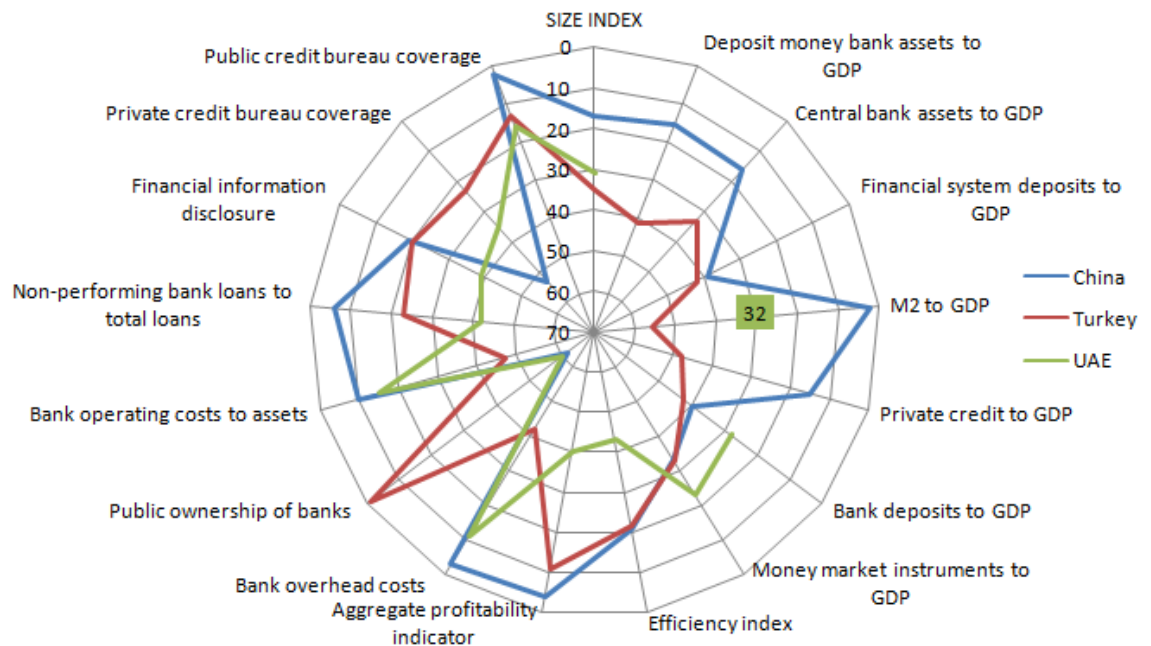 SIZE INDEX
Deposit money bank assets to
GDP
Central bank assets to GDP
Financial system deposits to
GDP
M2 to GDP
Private credit to GDP
Bank deposits to GDP
Money market instruments to
GDP
Efficiency index
Aggregate profitability
indicator
Bank overhead costs
Public ownership of banks
Bank operating costs to assets
Non-performing bank loans to
total loans
Financial information
disclosure
Private credit bureau coverage
Public credit bureau coverage
0
10
20
30
40
50
60
70
32
China
Turkey
UAE